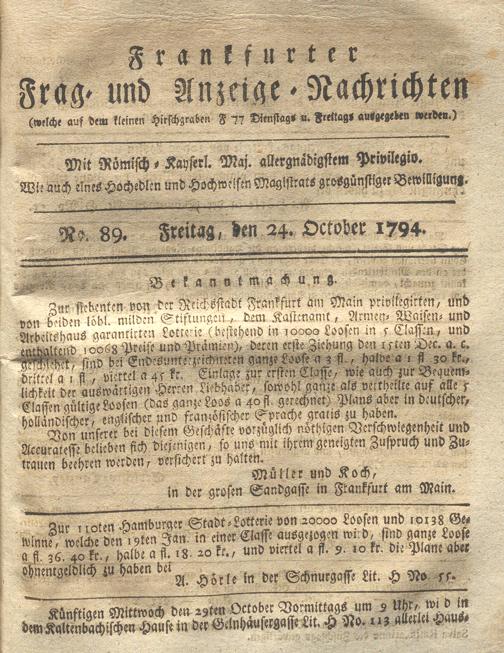 Frankfurter
Frag- und Anzeige-Nachrichten
(welche auf dem kleinen Hirschgraben F 77 Dienstags u. Freitags ausgegeben werden.)
Mit Römisch-Kayserl. Maj. allergnädigstem Privilegio.
Wie auch eines Hochedlen und Hochweisen Magistrats grosgünstiger Bewilligung.
No. 89. Freitag, den 24. October 1794.
Bekanntmachung.
Zur siebenten von der Reichsstadt Frankfurt am Main privilegirten, und
von beiden löbl. milden Stiftungen, dem Kastenamt, Armen- Waisen- und
Arbeitshaus garantirten Lotterie (bestehend in 10000 Loosen in 5 Classen, und
enthaltend 10068 Preise und Prämien), deren erste Ziehung den 15ten Dec. a. c.
geschiehet, sind bei Endesunterzeichneten ganze Loose a 3 fl., halbe a 1 fl 30 kr.,
drittel a 1 fl, viertel a 45 kr. Einlage zur ersten Classe, wie auch zur Bequem-
lichkeit der auswärtigen Herren Liebhaber, sowohl ganze als vertheilte auf alle 5
Classen gültige Loosen (das ganze Loos a 40 fl. gerechnet) Plans aber in deutscher,
holländischer, englischer und französischer Sprache gratis zu haben.
Von unserer bei diesem Geschäfte vorzüglich nöthigen Verschwiegenheit und
Accuratesse belieben sich diejenigen, so uns mit ihrem geneigten Zuspruch und Zu-
trauen beehren werden, versichert zu halten.
Müller und Koch,
in der grosen Sandgasse in Frankfurt am Main.
Zur 110ten Hamburger Stadt-Lotterie von 20000 Loosen und 10138 Ge-
winne, welche den 19ten Jan. in einer Classe ausgezogen wi d, sind ganze Loose
a fl. 36. 40 kr., halbe a fl. 18. 20 kr., und viertel a fl. 9. 10 kr. die Plane aber
ohnentgeldlich zu haben bei
A. Hörle in der Schnurgasse Lit. H No. 55.
Künftigen Mittwoch den 29ten October Vormittags um 9 Uhr, wi d in
dem Kaltenbachischen Hause in der Gelnhäusergasse Lit. H No. 113 allerlei Haus-